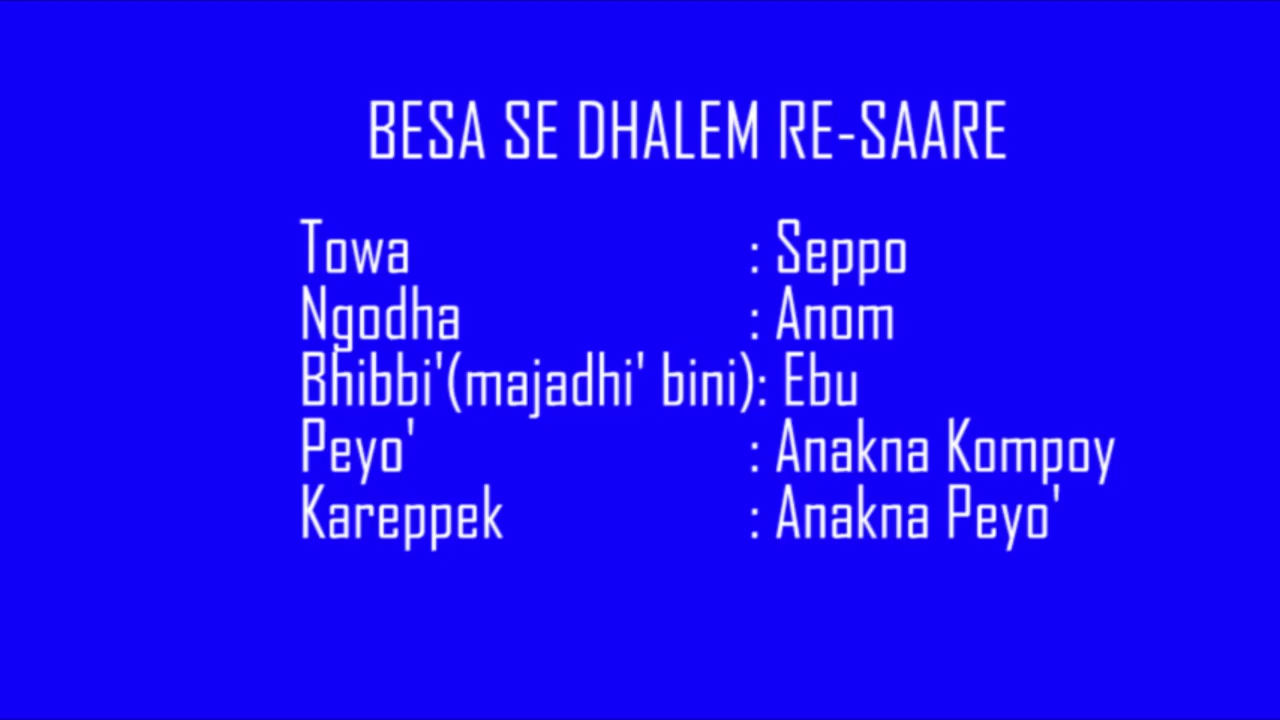 BESA SE DHALEM RE-SAARE
Towa : Seppo
Ngodha : Anom
Bhibbi'(majadhi' bini): Ebu
Peyo' : Anakna Kompoy
Kareppek : Anakna Peyo'